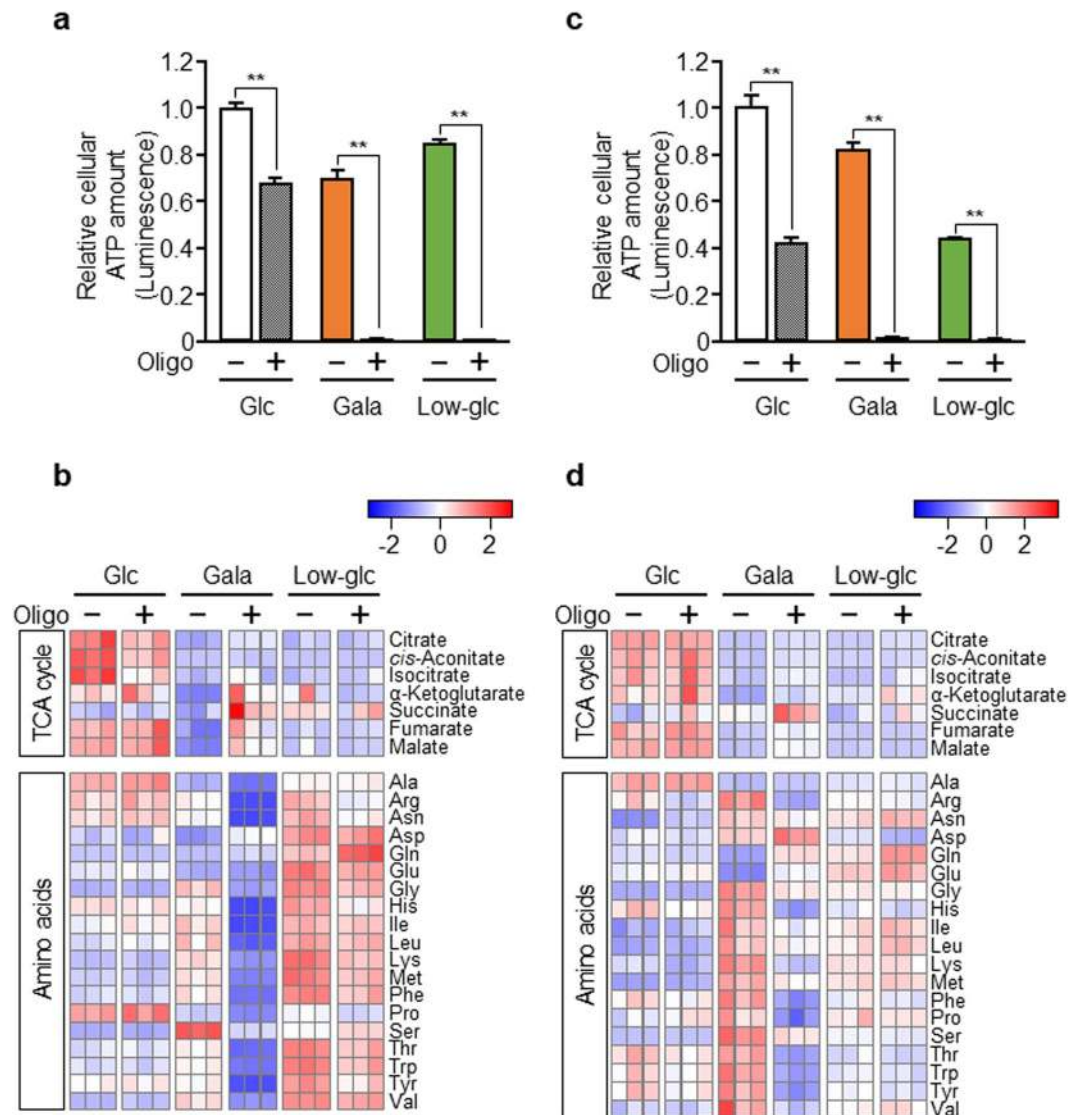 a
1.2
1.0
0.8
0.6
0.4
0.2
0
Relative cellular
ATP amount
(Luminescence)
**
**
**
Oligo − + − + − +
Glc Gala Low-glc
c
1.2
1.0
0.8
0.6
0.4
0.2
0
Relative cellular
ATP amount
(Luminescence)
**
**
**
Oligo − + − + − +
Glc Gala Low-glc
b
-2 0 2
Glc Gala Low-glc
Oligo − + − + − +
TCA cycle
Citrate
cis-Aconitate
Isocitrate
α-Ketoglutarate
Succinate
Fumarate
Malate
Amino acids
Ala
Arg
Asn
Asp
Gln
Glu
Gly
His
Ile
Leu
Lys
Met
Phe
Pro
Ser
Thr
Trp
Tyr
Val
d
-2 0 2
Glc Gala Low-glc
Oligo − + − + − +
TCA cycle
Citrate
cis-Aconitate
Isocitrate
α-Ketoglutarate
Succinate
Fumarate
Malate
Amino acids
Ala
Arg
Asn
Asp
Gln
Glu
Gly
His
Ile
Leu
Lys
Met
Phe
Pro
Ser
Thr
Trp
Tyr
Val